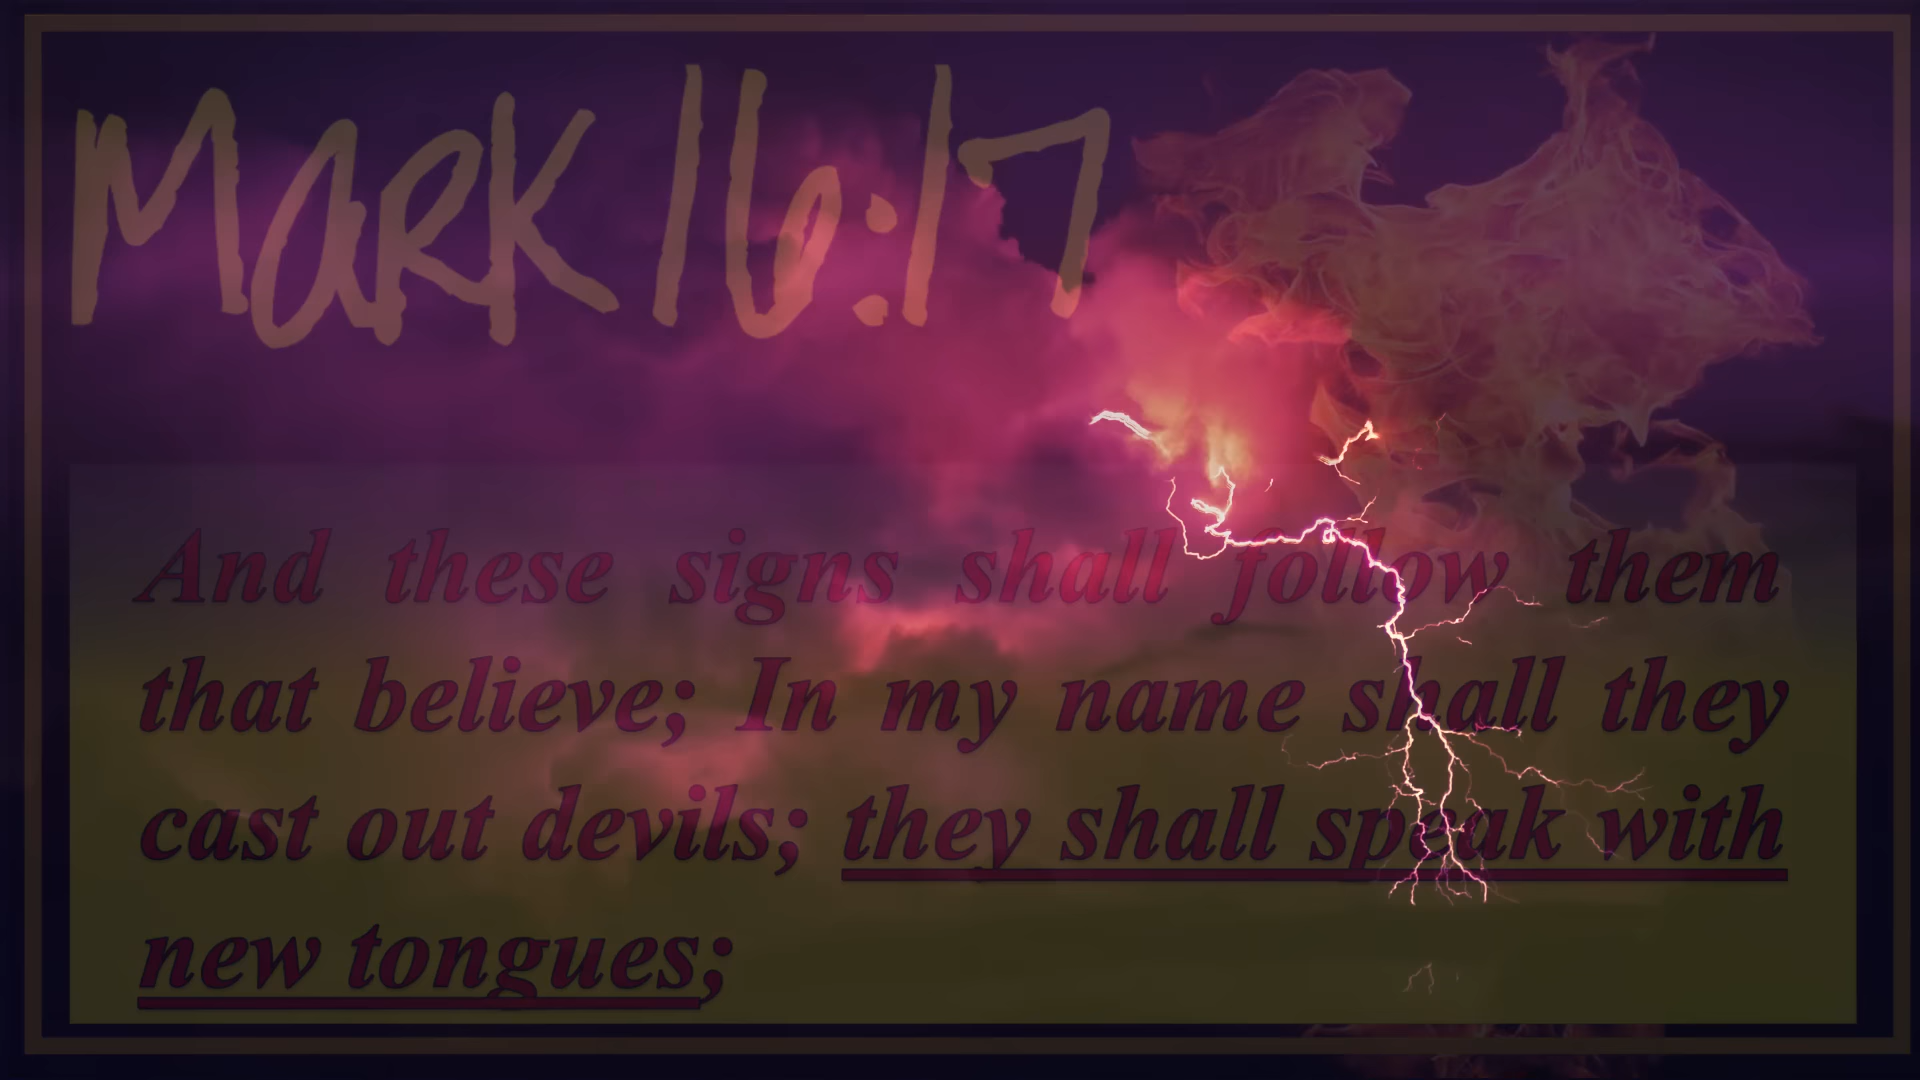 Mark 16:17
And these signs shall follow them
that believe; In my name shall they
cast out devils; they shall speak with
new tongues;